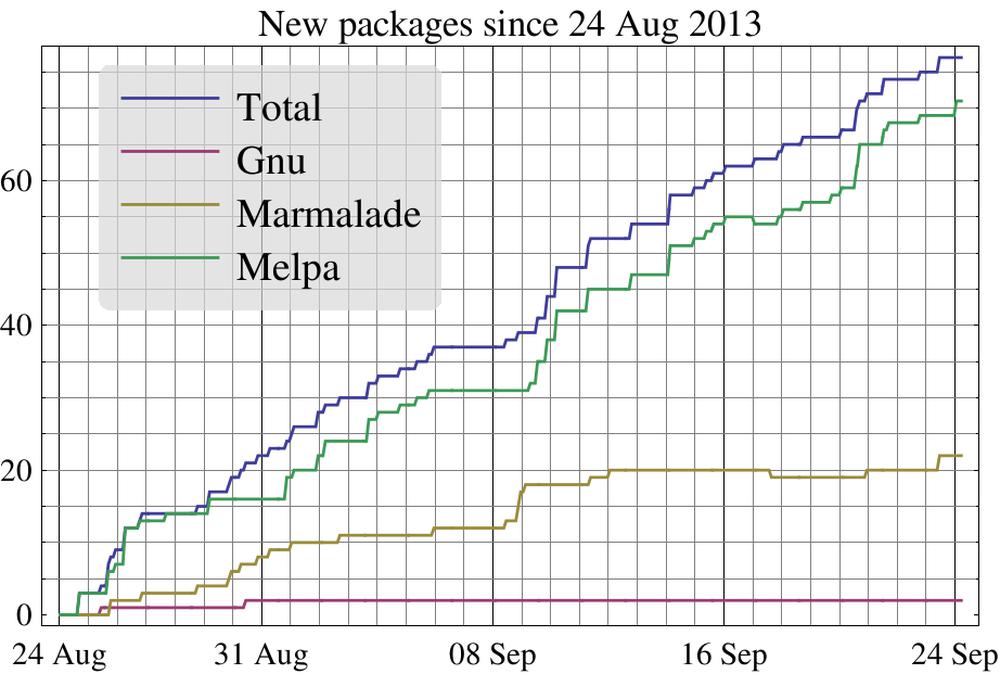 New packages since 24 Aug 2013
Total
Gnu
Marmalade
Melpa
60
40
20
0
24 Aug 31 Aug 08 Sep 16 Sep 24 Sep